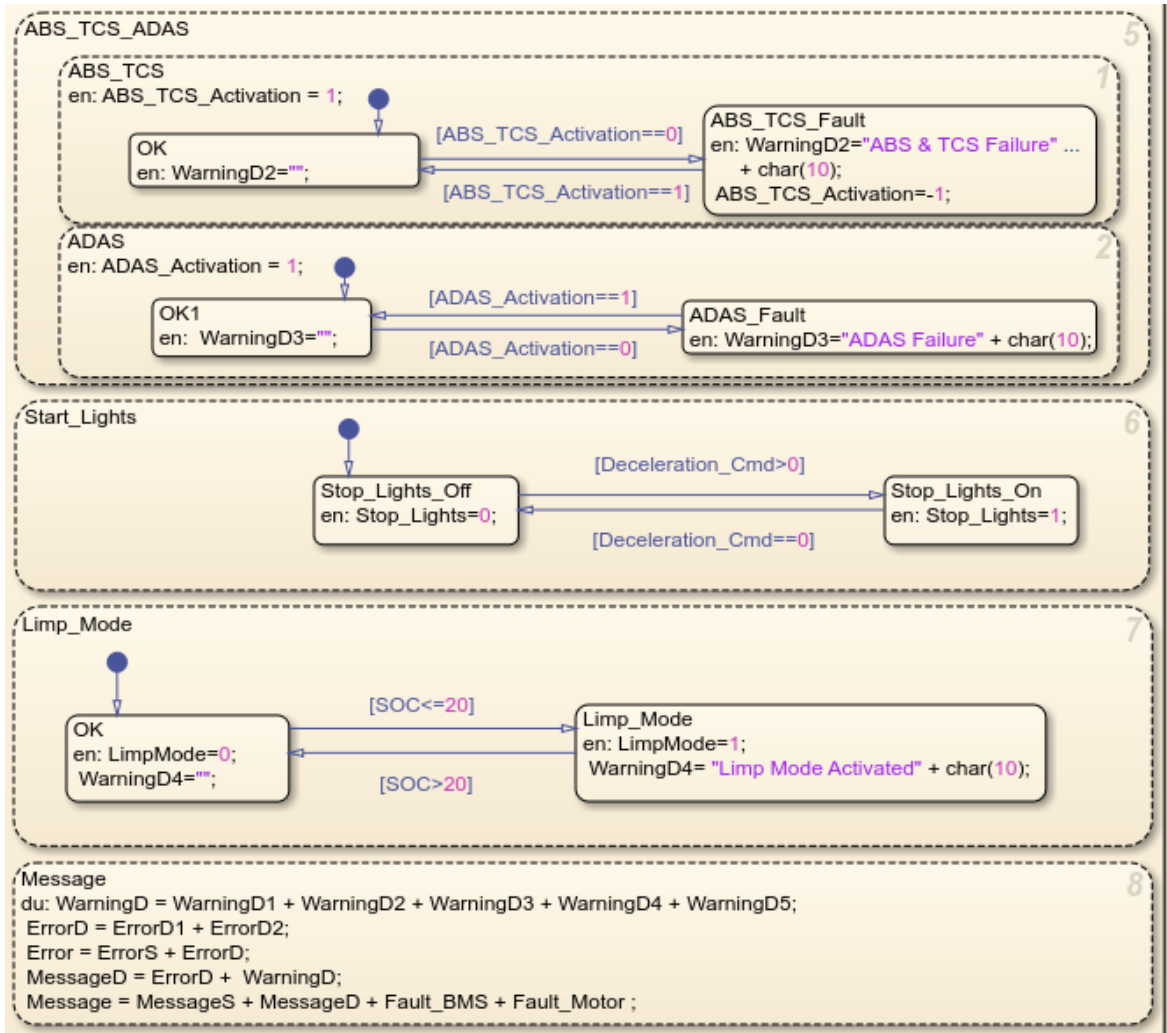 ABS_TCS_ADAS
5
ABS_TCS
1
en: ABS_TCS_Activation = 1;
OK
en: WarningD2="";
[ABS_TCS_Activation==0]
[ABS_TCS_Activation==1]
ABS_TCS_Fault
en: WarningD2="ABS & TCS Failure" ...
+ char(10);
ABS_TCS_Activation=-1;
ADAS
2
en: ADAS_Activation = 1;
OK1
en: WarningD3="";
[ADAS_Activation==1]
[ADAS_Activation==0]
ADAS_Fault
en: WarningD3="ADAS Failure" + char(10);
Start_Lights
6
Stop_Lights_Off
en: Stop_Lights=0;
[Deceleration_Cmd>0]
[Deceleration_Cmd==0]
Stop_Lights_On
en: Stop_Lights=1;
Limp_Mode
7
OK
en: LimpMode=0;
WarningD4="";
[SOC<=20]
[SOC>20]
Limp_Mode
en: LimpMode=1;
WarningD4= "Limp Mode Activated" + char(10);
Message
8
du: WarningD = WarningD1 + WarningD2 + WarningD3 + WarningD4 + WarningD5;
ErrorD = ErrorD1 + ErrorD2;
Error = ErrorS + ErrorD;
MessageD = ErrorD + WarningD;
Message = MessageS + MessageD + Fault_BMS + Fault_Motor ;